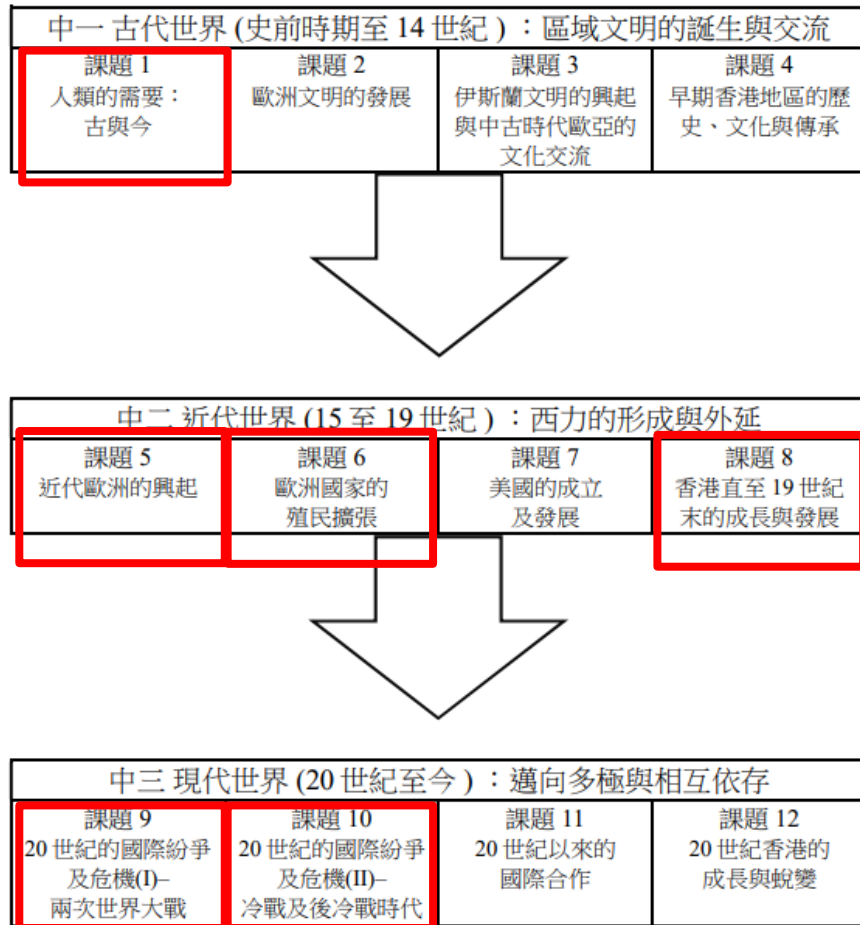 中一 古代世界 (史前時期至 14 世紀 ) ：區域文明的誕生與交流
課題 1
人類的需要：
古與今
課題 2
歐洲文明的發展
課題 3
伊斯蘭文明的興起
與中古時代歐亞的
文化交流
課題 4
早期香港地區的歷
史、文化與傳承
中二 近代世界 (15 至 19 世紀 ) ：西力的形成與外延
課題 5
近代歐洲的興起
課題 6
歐洲國家的
殖民擴張
課題 7
美國的成立
及發展
課題 8
香港直至 19 世紀
末的成長與發展
中三 現代世界 (20 世紀至今 ) ：邁向多極與相互依存
課題 9
20 世紀的國際紛爭
及危機(I)–
兩次世界大戰
課題 10
20 世紀的國際紛爭
及危機(II)–
冷戰及後冷戰時代
課題 11
20 世紀以來的
國際合作
課題 12
20 世紀香港的
成長與蛻變